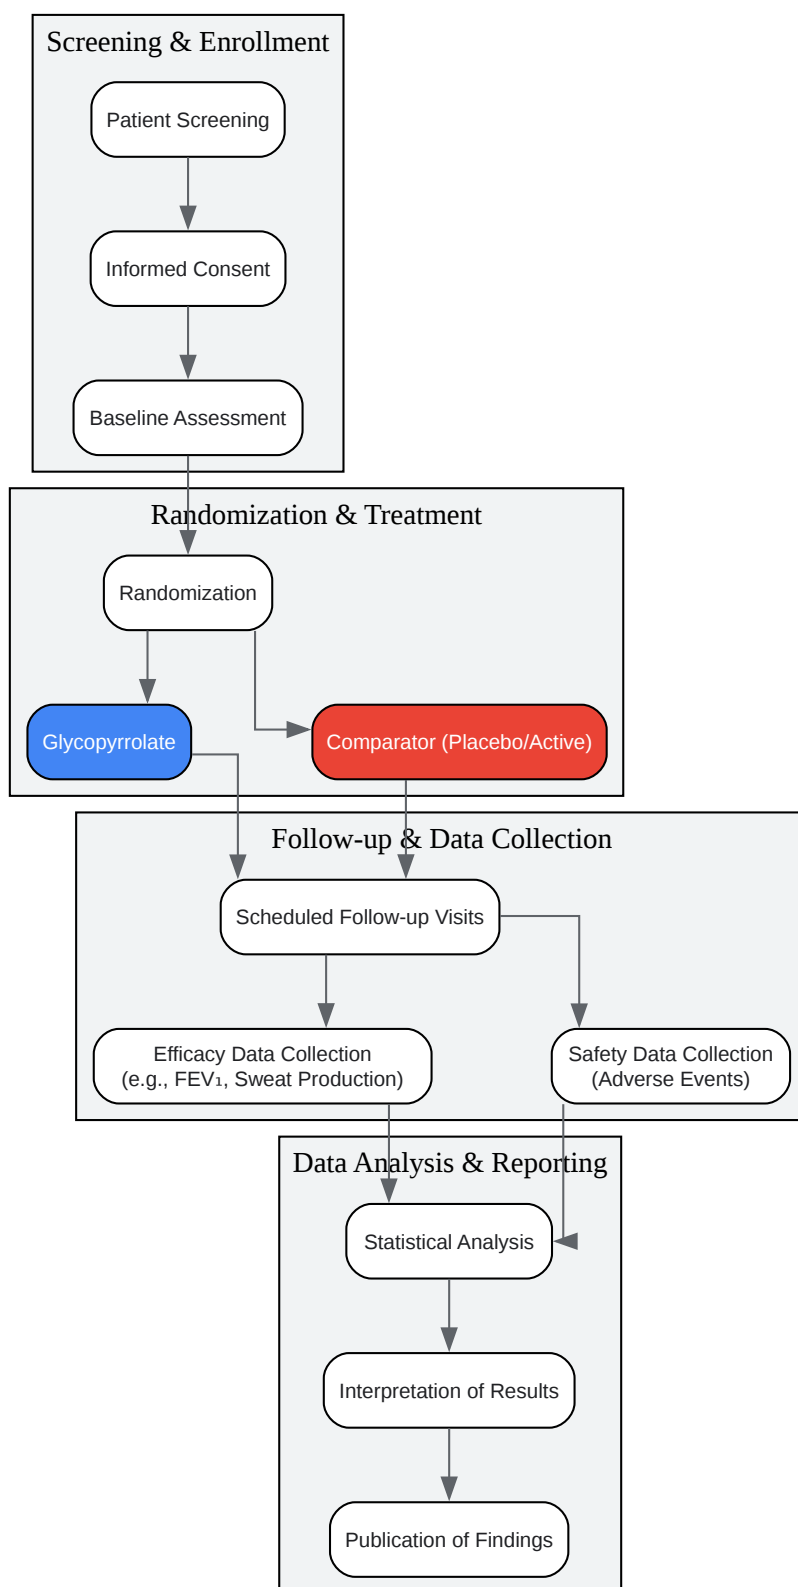 Screening & Enrollment
Patient Screening
Informed Consent
Baseline Assessment
Randomization & Treatment
Randomization
Glycopyrrolate
Comparator (Placebo/Active)
Follow-up & Data Collection
Scheduled Follow-up Visits
Efficacy Data Collection
(e.g., FEV₁, Sweat Production)
Safety Data Collection
(Adverse Events)
Data Analysis & Reporting
Statistical Analysis
Interpretation of Results
Publication of Findings